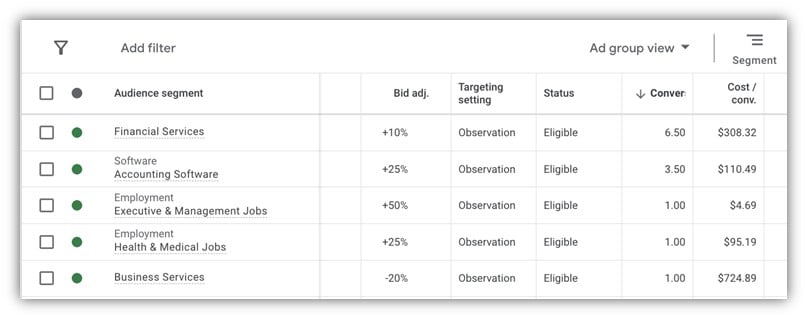 Add filter
Ad group view
Segment
Audience segment
Bid adj.
Targeting
setting
Status
Conver
Cost /
conv.
Financial Services
+10%
Observation
Eligible
6.50
$308.32
Software
Accounting Software
+25%
Observation
Eligible
3.50
$110.49
Employment
Executive & Management Jobs
+50%
Observation
Eligible
1.00
$4.69
Employment
Health & Medical Jobs
+25%
Observation
Eligible
1.00
$95.19
Business Services
-20%
Observation
Eligible
1.00
$724.89